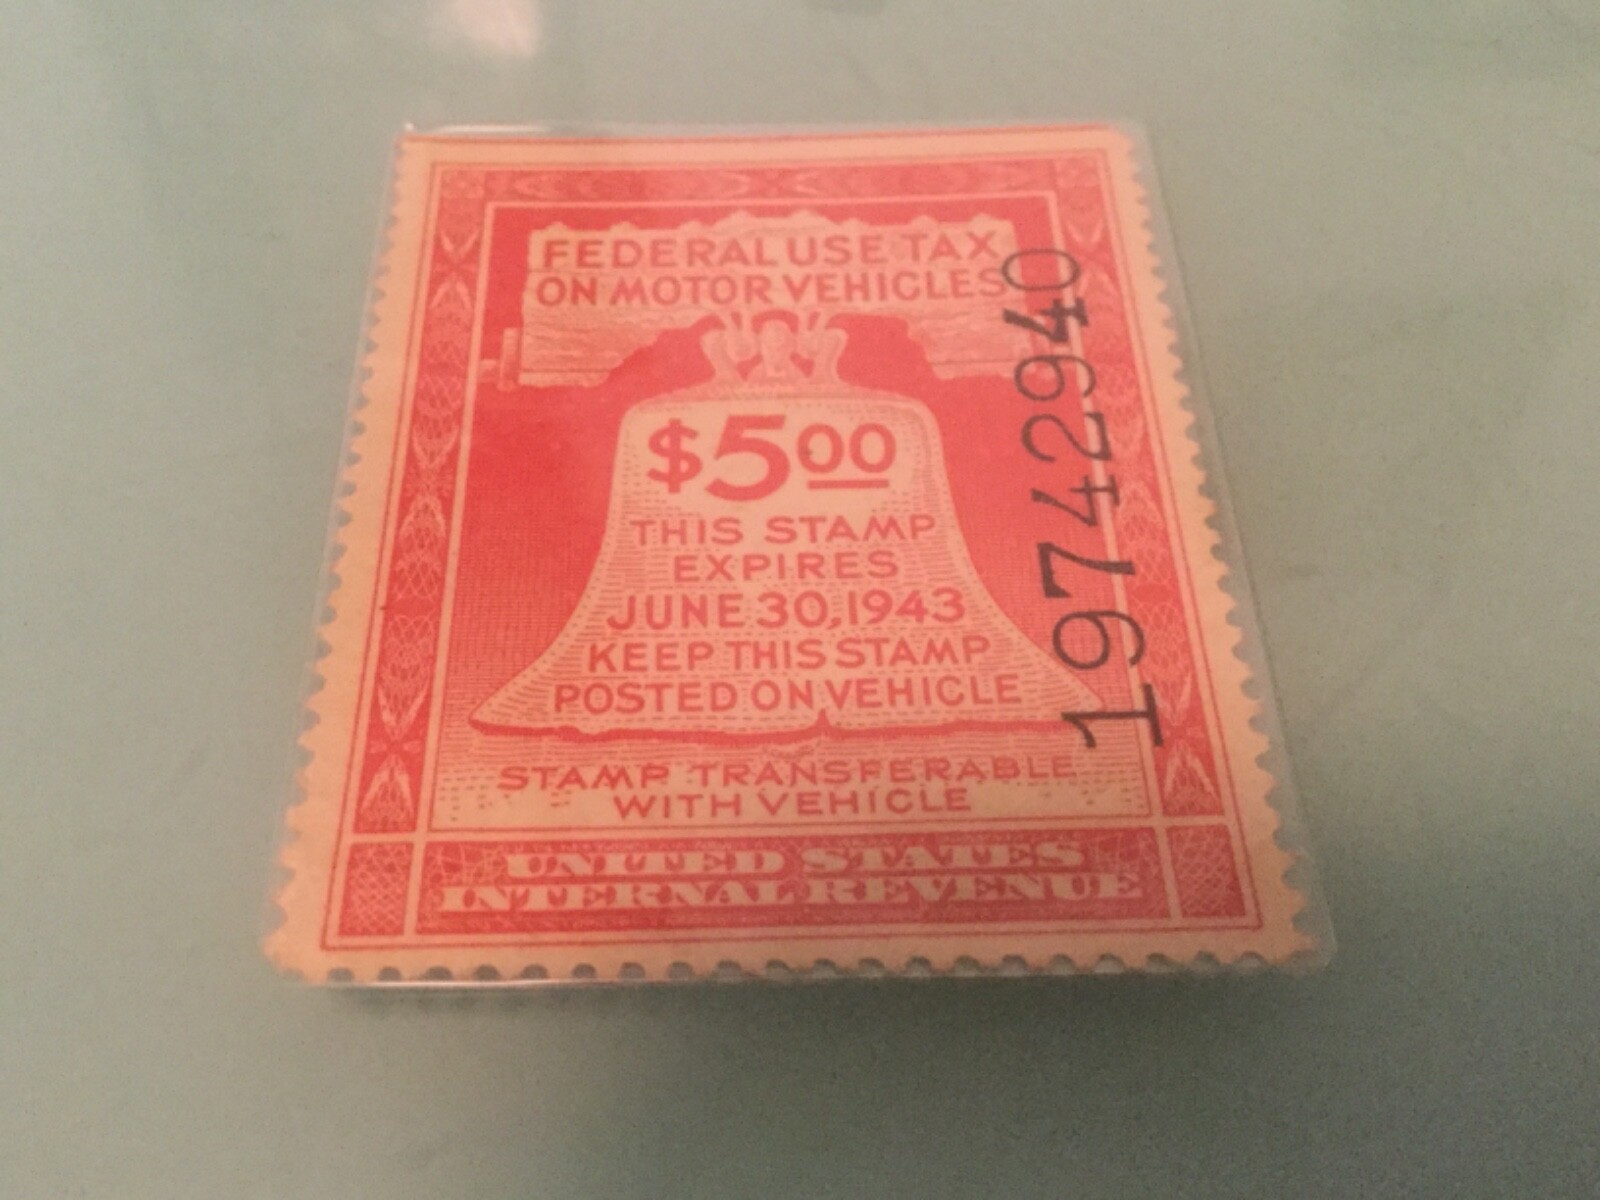 FEDERAL USE TAX
ON MOTOR VEHICLES
$5.00
THIS STAMP
EXPIRES
JUNE 30, 1943
KEEP THIS STAMP
POSTED ON VEHICLE
STAMP TRANSFERABLE
WITH VEHICLE
UNITED STATES
INTERNAL REVENUE
19742940